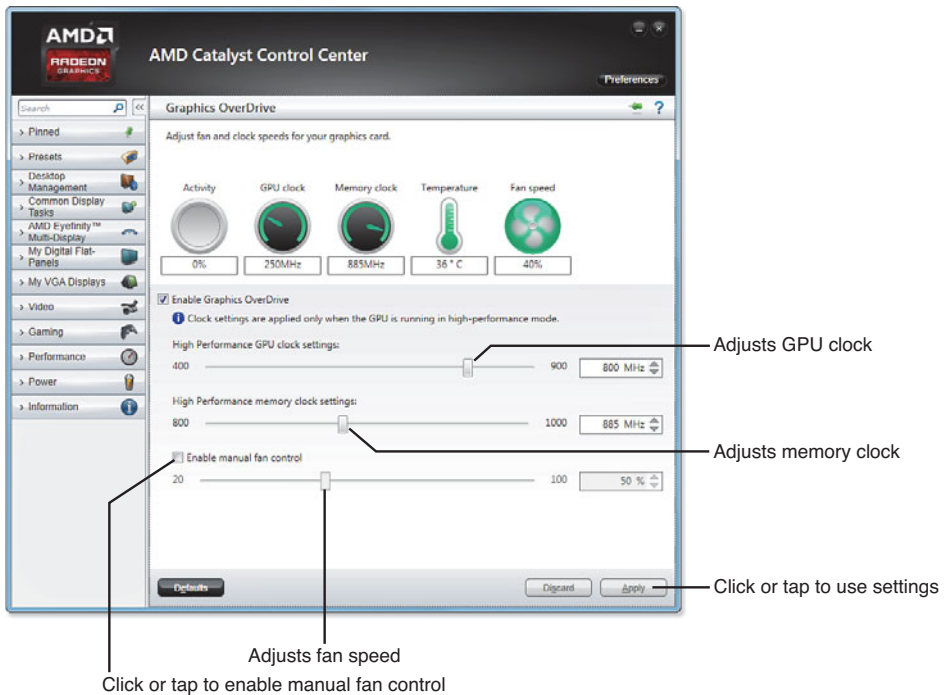 AMD
RADEON
GRAPHICS
AMD Catalyst Control Center
Preferences
Search
<<
Graphics OverDrive
?
> Pinned
> Presets
> Desktop
Management
> Common Display
Tasks
> AMD Eyefinity™
Multi-Display
> My Digital Flat-
Panels
> My VGA Displays
> Video
> Gaming
> Performance
> Power
> Information
Adjust fan and clock speeds for your graphics card.
Activity GPU clock Memory clock Temperature Fan speed
0% 250MHz 885MHz 36 ° C 40%
Enable Graphics OverDrive
Clock settings are applied only when the GPU is running in high-performance mode.
High Performance GPU clock settings:
400 900 800 MHz
Adjusts GPU clock
High Performance memory clock settings:
800 1000 885 MHz
Adjusts memory clock
Enable manual fan control
20 100 50 %
Defaults Discard Apply
Click or tap to use settings
Adjusts fan speed
Click or tap to enable manual fan control